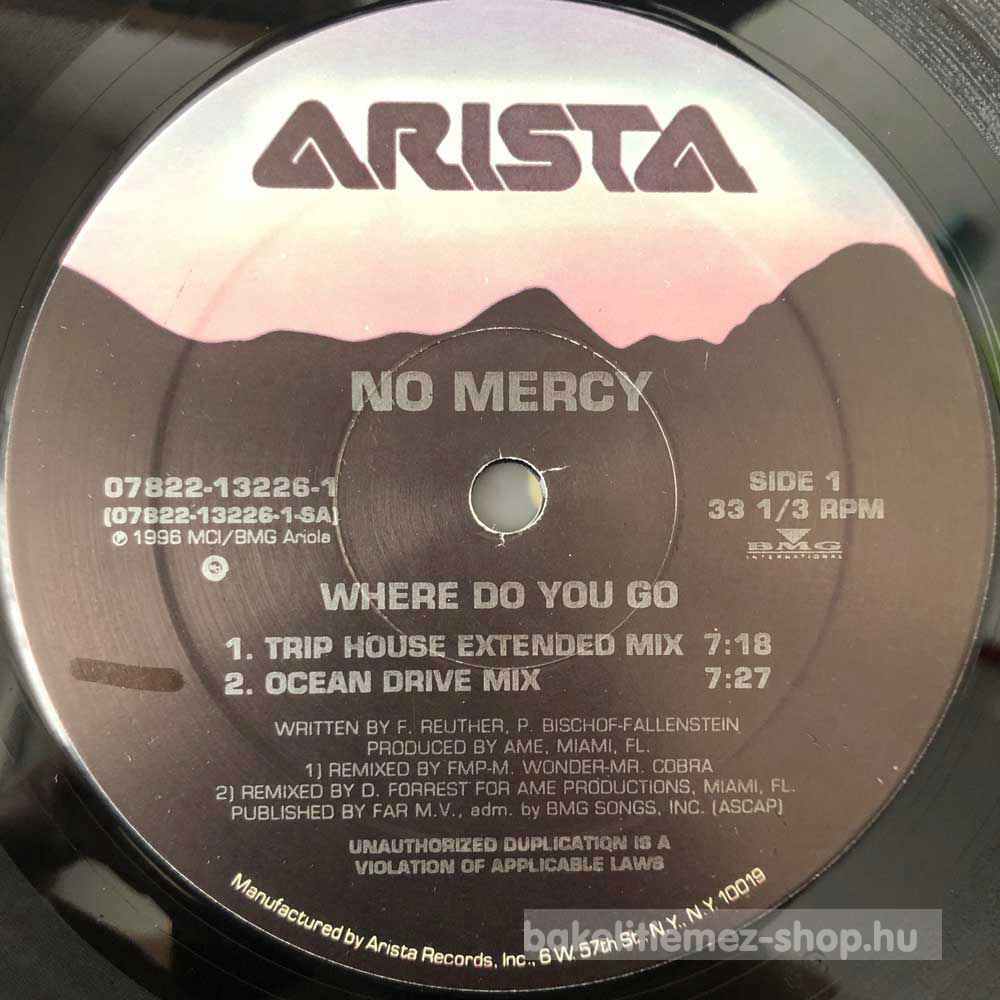 ARISTA
NO MERCY
07822-13226-1
(07822-13226-1-SA)
℗ 1996 MCI/BMG Ariola
SIDE 1
33 1/3 RPM
BMG
INTERNATIONAL
WHERE DO YOU GO
1. TRIP HOUSE EXTENDED MIX 7:18
2. OCEAN DRIVE MIX 7:27
WRITTEN BY F. REUTHER, P. BISCHOF-FALLENSTEIN
PRODUCED BY AME, MIAMI, FL.
1) REMIXED BY FMP-M. WONDER-MR. COBRA
2) REMIXED BY D. FORREST FOR AME PRODUCTIONS, MIAMI, FL.
PUBLISHED BY FAR M.V., adm. by BMG SONGS, INC. (ASCAP)
UNAUTHORIZED DUPLICATION IS A
VIOLATION OF APPLICABLE LAWS
Manufactured by Arista Records, Inc., 6 W. 57th St., N.Y., N.Y. 10019
bakelitlemez-shop.hu